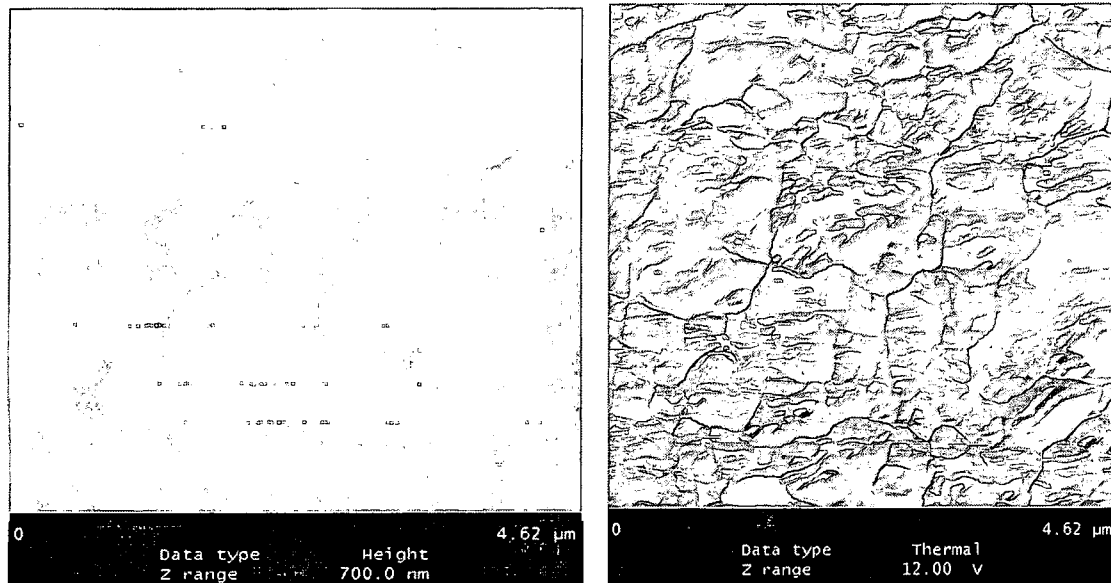 0 4.62 µm
Data type Height
Z range 700.0 nm
0 4.62 µm
Data type Thermal
Z range 12.00 V